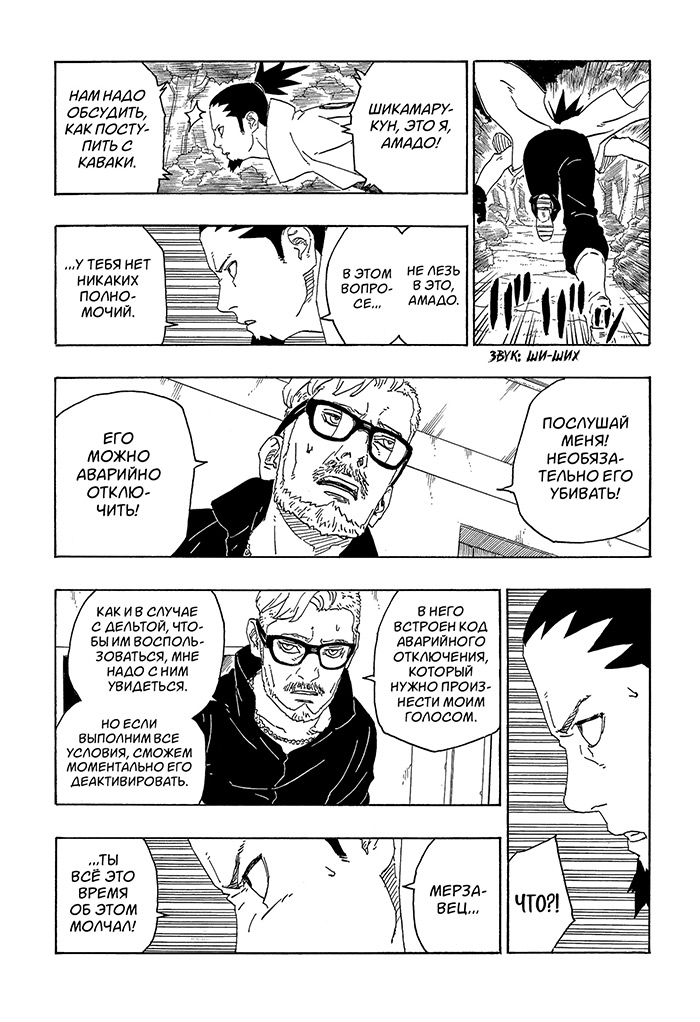 ШИКАМАРУ-
КУН, ЭТО Я,
АМАДО!
НАМ НАДО
ОБСУДИТЬ,
КАК ПОСТУ-
ПИТЬ С
КАВАКИ.
ЗВУК: ШИ-ШИХ
НЕ ЛЕЗЬ
В ЭТО,
АМАДО.
В ЭТОМ
ВОПРО-
СЕ...
...У ТЕБЯ НЕТ
НИКАКИХ
ПОЛНО-
МОЧИЙ.
ПОСЛУШАЙ
МЕНЯ!
НЕОБЯЗА-
ТЕЛЬНО ЕГО
УБИВАТЬ!
ЕГО
МОЖНО
АВАРИЙНО
ОТКЛЮ-
ЧИТЬ!
ЧТО?!
В НЕГО
ВСТРОЕН КОД
АВАРИЙНОГО
ОТКЛЮЧЕНИЯ,
КОТОРЫЙ
НУЖНО ПРОИЗ-
НЕСТИ МОИМ
ГОЛОСОМ.
КАК И В СЛУЧАЕ
С ДЕЛЬТОЙ, ЧТО-
БЫ ИМ ВОСПОЛЬ-
ЗОВАТЬСЯ, МНЕ
НАДО С НИМ
УВИДЕТЬСЯ.
НО ЕСЛИ
ВЫПОЛНИМ ВСЕ
УСЛОВИЯ, СМОЖЕМ
МОМЕНТАЛЬНО ЕГО
ДЕАКТИВИРОВАТЬ.
МЕРЗА-
ВЕЦ...
...ТЫ
ВСЁ ЭТО
ВРЕМЯ
ОБ ЭТОМ
МОЛЧАЛ!